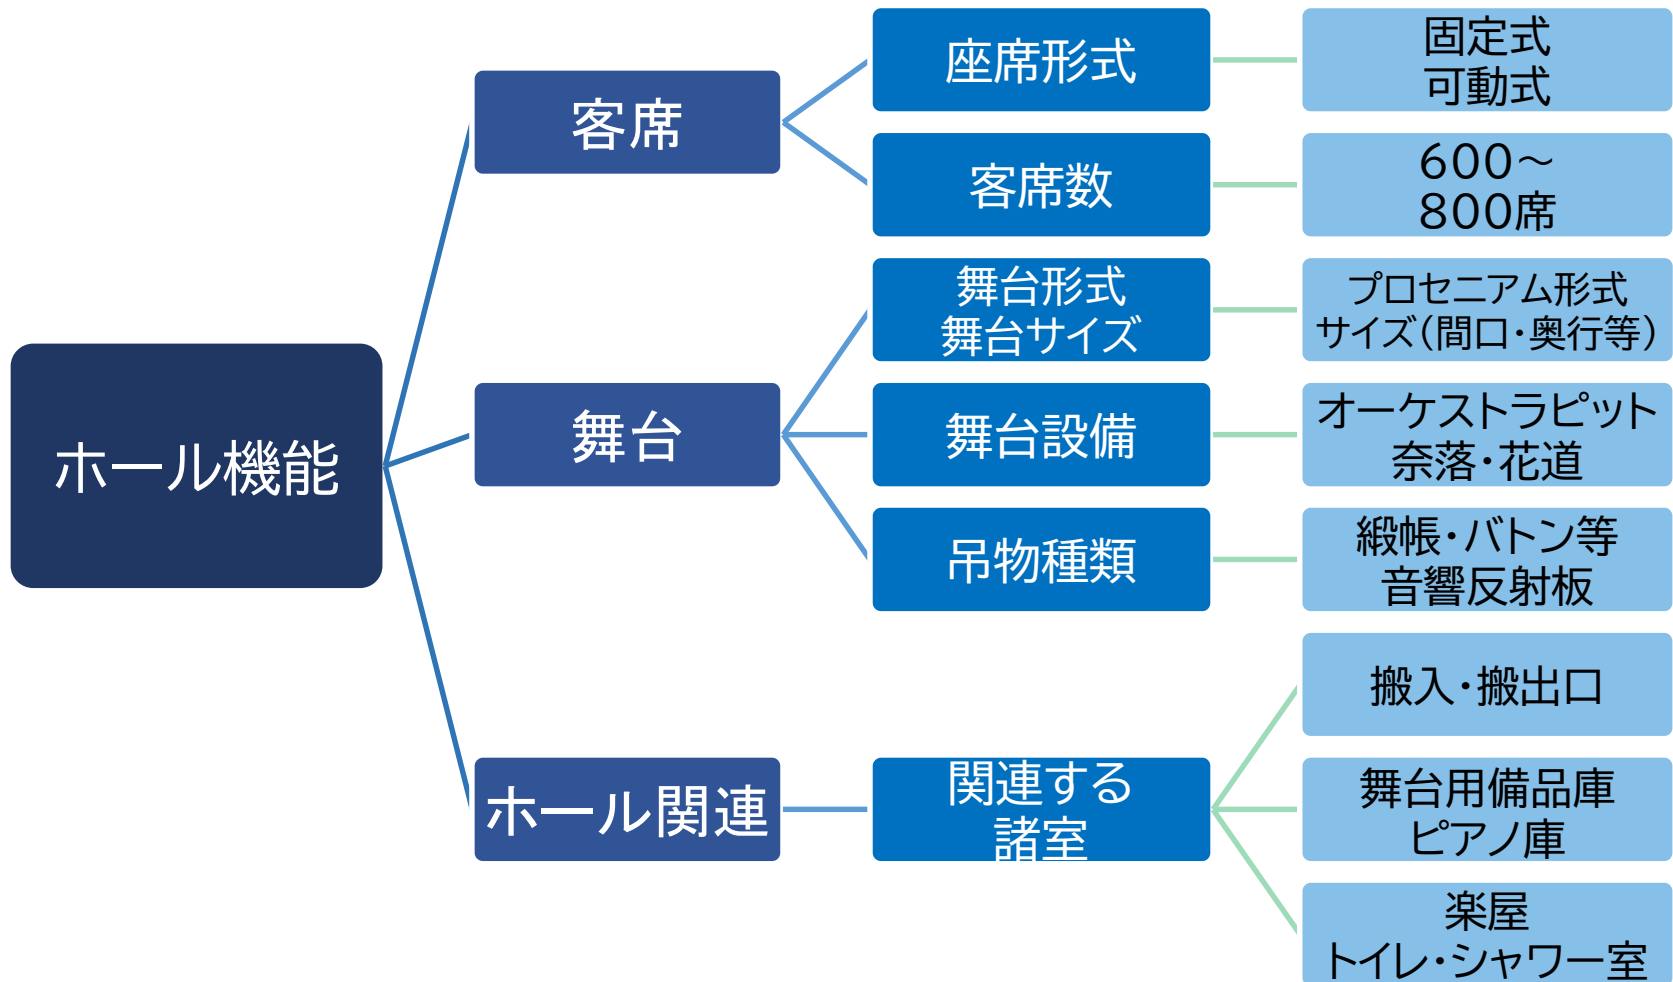 ホール機能
客席
座席形式
固定式
可動式
客席数
600～
800席
舞台
舞台形式
舞台サイズ
プロセニアム形式
サイズ（間口・奥行等）
舞台設備
オーケストラピット
奈落・花道
吊物種類
緞帳・バトン等
音響反射板
ホール関連
関連する
諸室
搬入・搬出口
舞台用備品庫
ピアノ庫
楽屋
トイレ・シャワー室